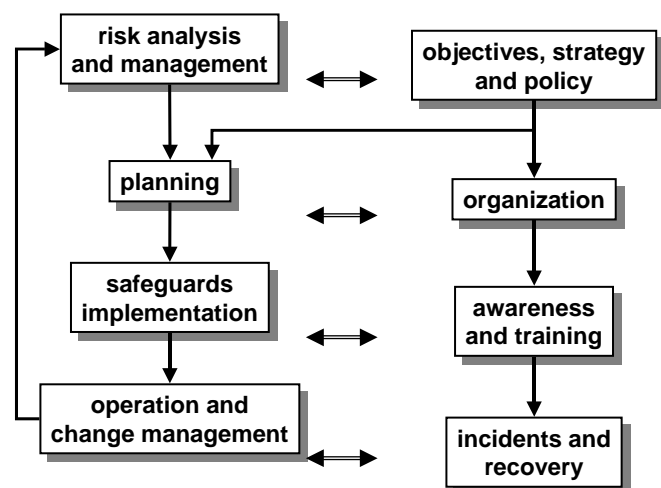 risk analysis
and management
objectives, strategy
and policy
planning
organization
safeguards
implementation
awareness
and training
operation and
change management
incidents and
recovery